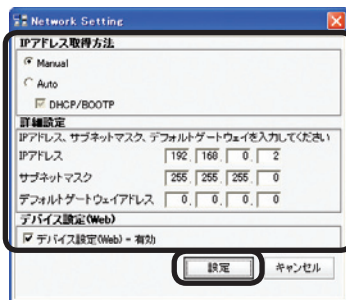 Network Setting
IPアドレス取得方法
Manual
Auto
DHCP/BOOTP
詳細設定
IPアドレス、サブネットマスク、デフォルトゲートウェイを入力してください
IPアドレス 192. 168. 0. 2
サブネットマスク 255. 255. 255. 0
デフォルトゲートウェイアドレス 0. 0. 0. 0
デバイス設定(Web)
デバイス設定(Web) - 有効
設定 キャンセル